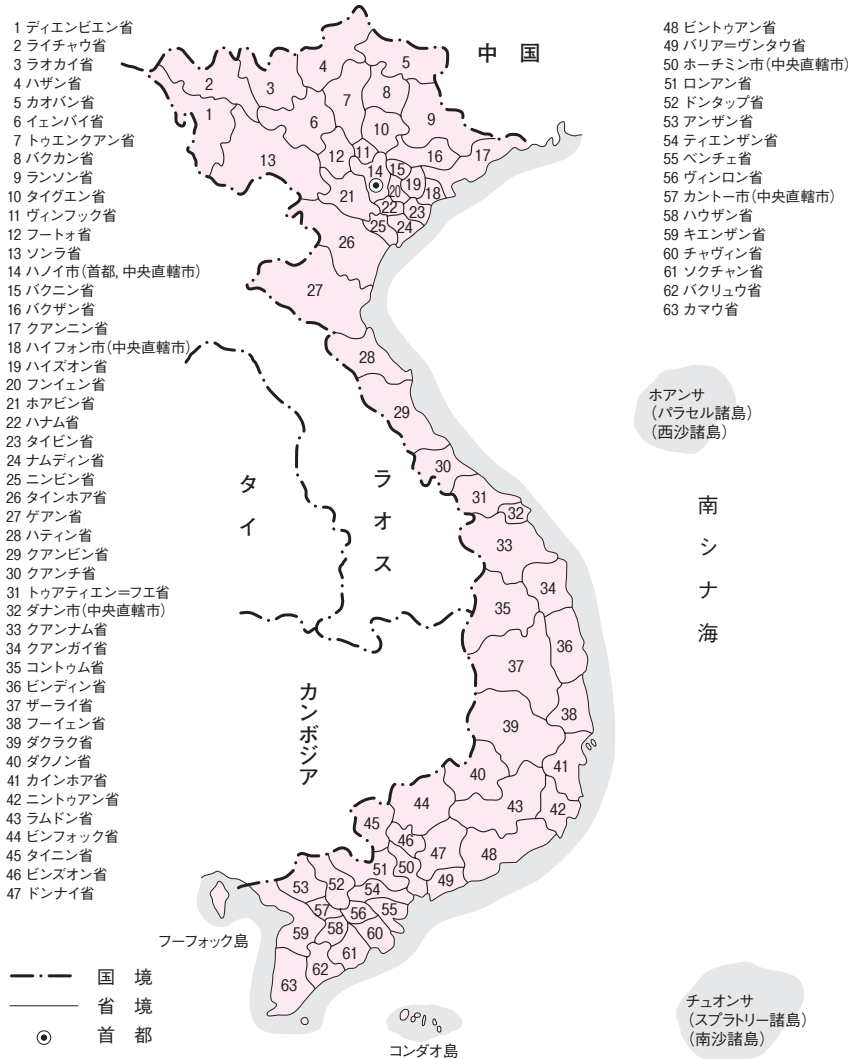 1 ディエンビエン省
2 ライチャウ省
3 ラオカイ省
4 ハザン省
5 カオバン省
6 イェンバイ省
7 トゥエンクアン省
8 バクカン省
9 ランソン省
10 タイグエン省
11 ヴィンフック省
12 フートォ省
13 ソンラ省
14 ハノイ市(首都, 中央直轄市)
15 バクニン省
16 バクザン省
17 クアンニン省
18 ハイフォン市(中央直轄市)
19 ハイズオン省
20 フンイェン省
21 ホアビン省
22 ハナム省
23 タイビン省
24 ナムディン省
25 ニンビン省
26 タインホア省
27 ゲアン省
28 ハティン省
29 クアンビン省
30 クアンチ省
31 トゥアティエン=フエ省
32 ダナン市(中央直轄市)
33 クアンナム省
34 クアンガイ省
35 コントゥム省
36 ビンディン省
37 ザーライ省
38 フーイェン省
39 ダクラク省
40 ダクノン省
41 カインホア省
42 ニントゥアン省
43 ラムドン省
44 ビンフォック省
45 タイニン省
46 ビンズオン省
47 ドンナイ省
48 ビントゥアン省
49 バリア=ヴンタウ省
50 ホーチミン市(中央直轄市)
51 ロンアン省
52 ドンタップ省
53 アンザン省
54 ティエンザン省
55 ベンチェ省
56 ヴィンロン省
57 カントー市(中央直轄市)
58 ハウザン省
59 キエンザン省
60 チャヴィン省
61 ソクチャン省
62 バクリュウ省
63 カマウ省
中国
タイ
ラオス
カンボジア
南シナ海
ホアンサ
(パラセル諸島)
(西沙諸島)
チュオンサ
(スプラトリー諸島)
(南沙諸島)
フーフォック島
コンダオ島
国境
省境
首都
1
2
3
4
5
6
7
8
9
10
11
12
13
14
15
16
17
18
19
20
21
22
23
24
25
26
27
28
29
30
31
32
33
34
35
36
37
38
39
40
41
42
43
44
45
46
47
48
49
50
51
52
53
54
55
56
57
58
59
60
61
62
63